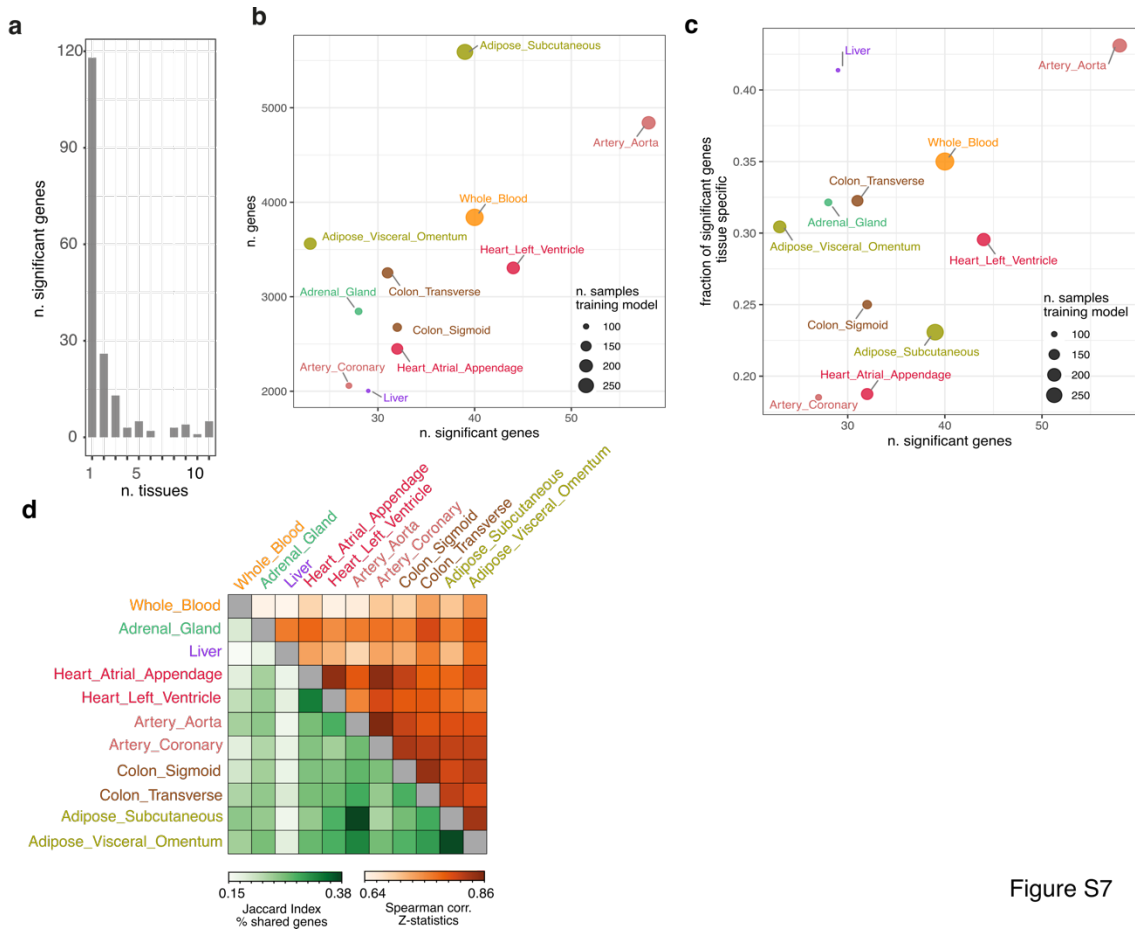 a
120
90
60
30
0
1
5
10
n. significant genes
n. tissues
b
5000
4000
3000
2000
30
40
50
n. genes
n. significant genes
Adipose_Subcutaneous
Artery_Aorta
Whole_Blood
Adipose_Visceral_Omentum
Heart_Left_Ventricle
Colon_Transverse
Adrenal_Gland
Colon_Sigmoid
Heart_Atrial_Appendage
Artery_Coronary
Liver
n. samples
training model
100
150
200
250
c
0.40
0.35
0.30
0.25
0.20
30
40
50
fraction of significant genes
tissue specific
n. significant genes
Liver
Artery_Aorta
Whole_Blood
Colon_Transverse
Adrenal_Gland
Adipose_Visceral_Omentum
Heart_Left_Ventricle
Colon_Sigmoid
Adipose_Subcutaneous
Heart_Atrial_Appendage
Artery_Coronary
n. samples
training model
100
150
200
250
d
Whole_Blood
Adrenal_Gland
Liver
Heart_Atrial_Appendage
Heart_Left_Ventricle
Artery_Aorta
Artery_Coronary
Colon_Sigmoid
Colon_Transverse
Adipose_Subcutaneous
Adipose_Visceral_Omentum
Whole_Blood
Adrenal_Gland
Liver
Heart_Atrial_Appendage
Heart_Left_Ventricle
Artery_Aorta
Artery_Coronary
Colon_Sigmoid
Colon_Transverse
Adipose_Subcutaneous
Adipose_Visceral_Omentum
0.15 0.38
Jaccard Index
% shared genes
0.64 0.86
Spearman corr.
Z-statistics
Figure S7